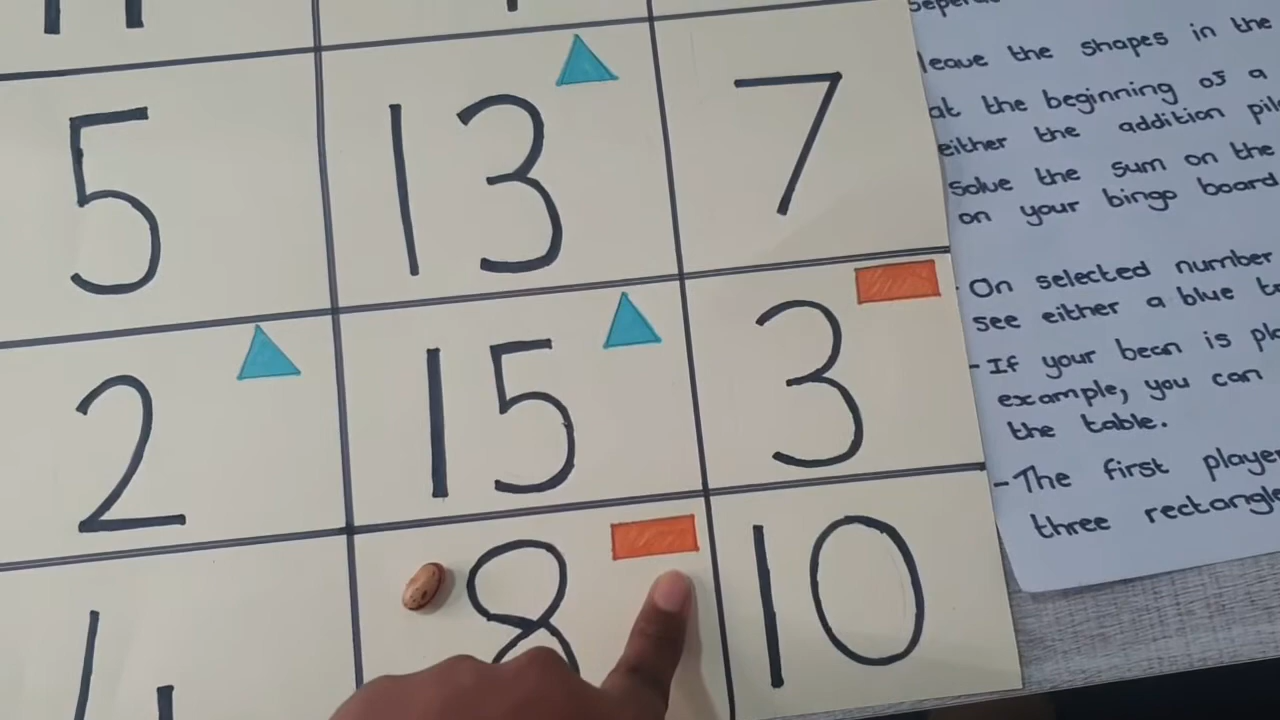 5 13 7
2 15 3
8 10
leave the shapes in the
at the beginning of a
either the addition
solve the sum on the
on your bingo board
On selected number
see either a blue
-If your bean is
example, you can
the table.
-The first player
three rectangle